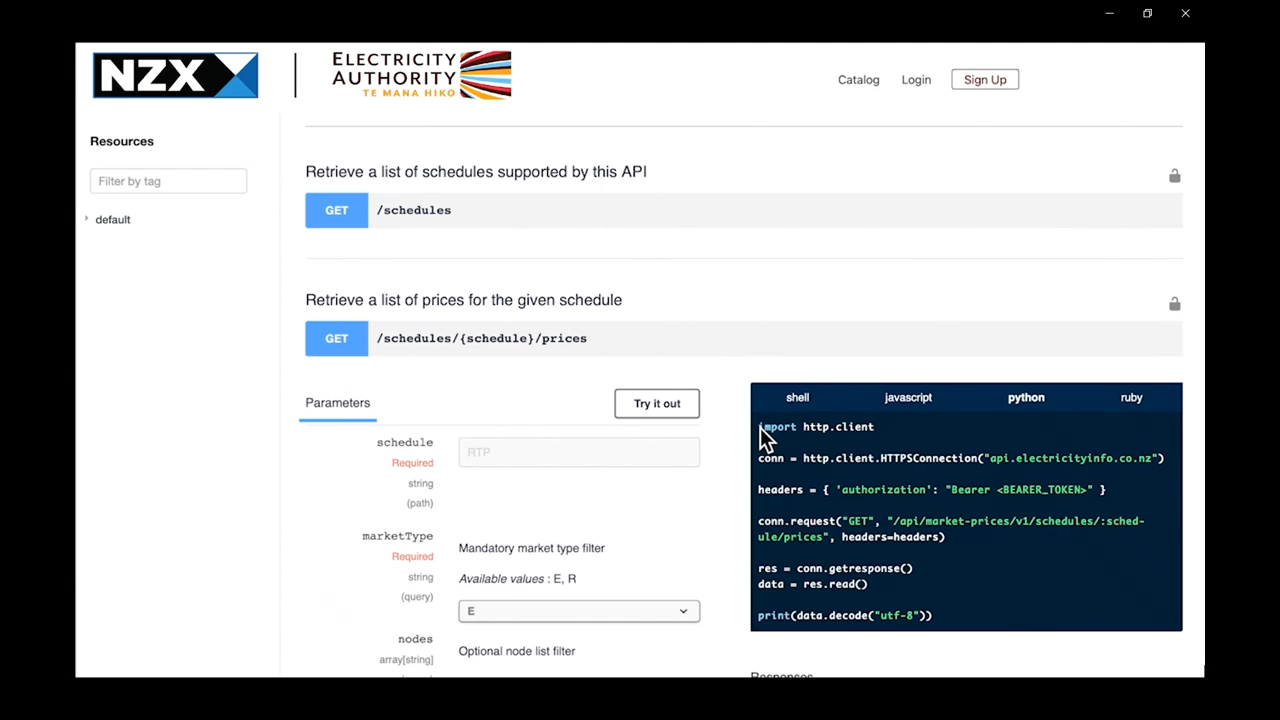 NZX
ELECTRICITY
AUTHORITY
TE MANA HIKO
Catalog
Login
Sign Up
Resources
Filter by tag
default
Retrieve a list of schedules supported by this API
GET /schedules
Retrieve a list of prices for the given schedule
GET /schedules/{schedule}/prices
Parameters
Try it out
schedule
Required
string
(path)
RTP
marketType
Required
string
(query)
Mandatory market type filter
Available values : E, R
E
nodes
array[string]
Optional node list filter
shell javascript python ruby
import http.client
conn = http.client.HTTPSConnection("api.electricityinfo.co.nz")
headers = { 'authorization': "Bearer <BEARER_TOKEN>" }
conn.request("GET", "/api/market-prices/v1/schedules/:sched-
ule/prices", headers=headers)
res = conn.getresponse()
data = res.read()
print(data.decode("utf-8"))
Responses